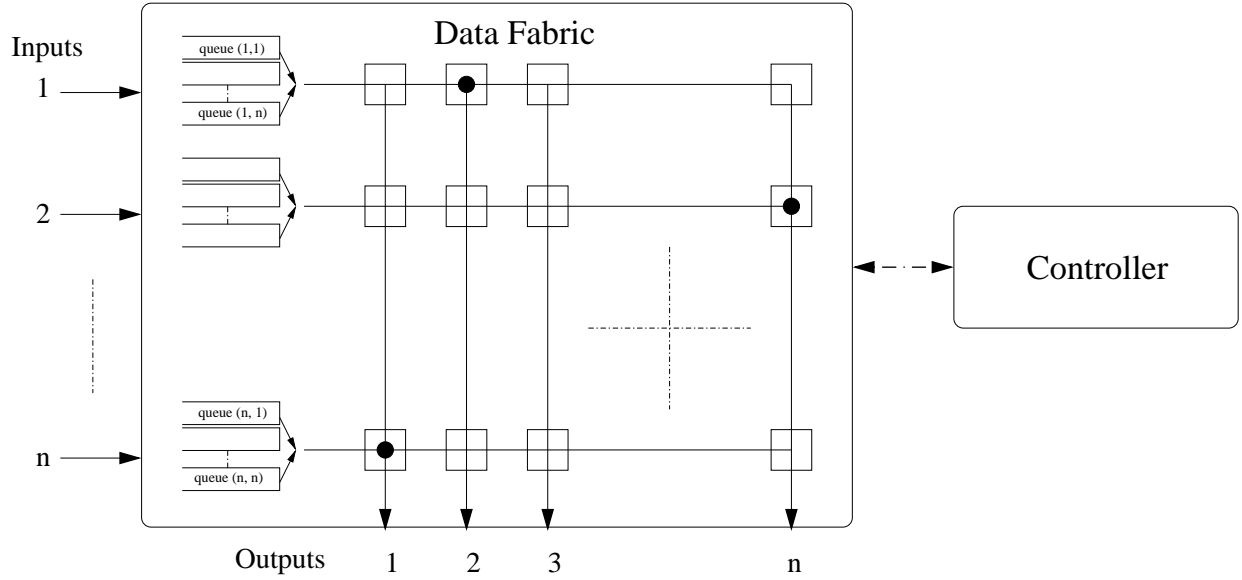 Data Fabric
Inputs
queue (1,1)
1
queue (1, n)
2
Controller
queue (n, 1)
n
queue (n, n)
Outputs 1 2 3 n